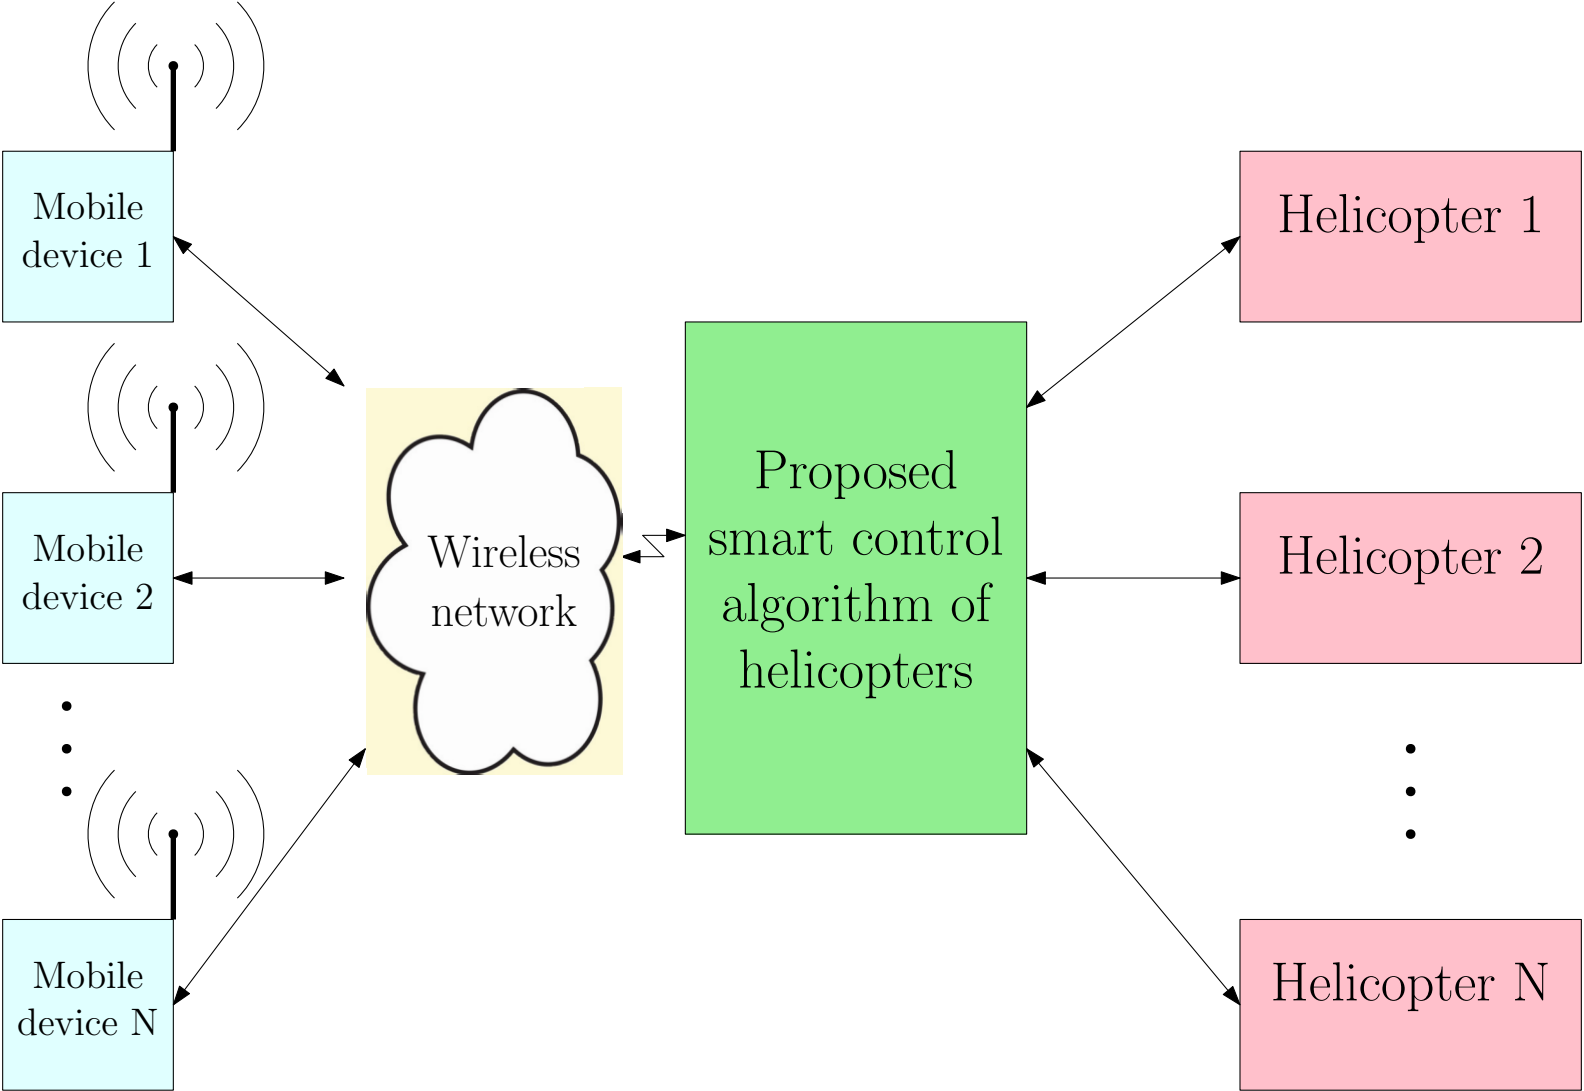 Mobile
device 1
Mobile
device 2
Mobile
device N
Wireless
network
Proposed
smart control
algorithm of
helicopters
Helicopter 1
Helicopter 2
Helicopter N